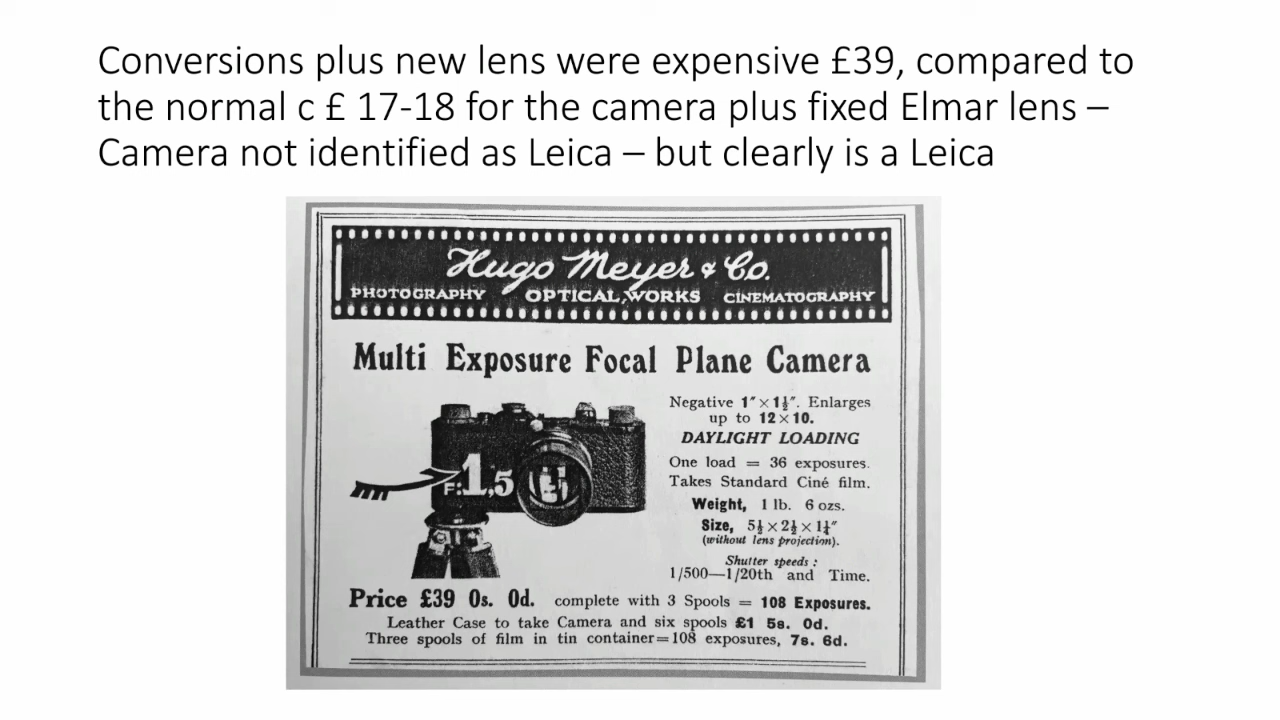 Conversions plus new lens were expensive £39, compared to
the normal c £ 17-18 for the camera plus fixed Elmar lens –
Camera not identified as Leica – but clearly is a Leica
Hugo Meyer & Co.
PHOTOGRAPHY OPTICAL WORKS CINEMATOGRAPHY
Multi Exposure Focal Plane Camera
Negative 1″×1½″. Enlarges
up to 12×10.
DAYLIGHT LOADING
One load = 36 exposures.
Takes Standard Ciné film.
Weight, 1 lb. 6 ozs.
Size, 5¼×2½×1¼″
(without lens projection).
Shutter speeds :
1/500—1/20th and Time.
F:1,5
Price £39 0s. 0d. complete with 3 Spools = 108 Exposures.
Leather Case to take Camera and six spools £1 5s. 0d.
Three spools of film in tin container=108 exposures, 7s. 6d.